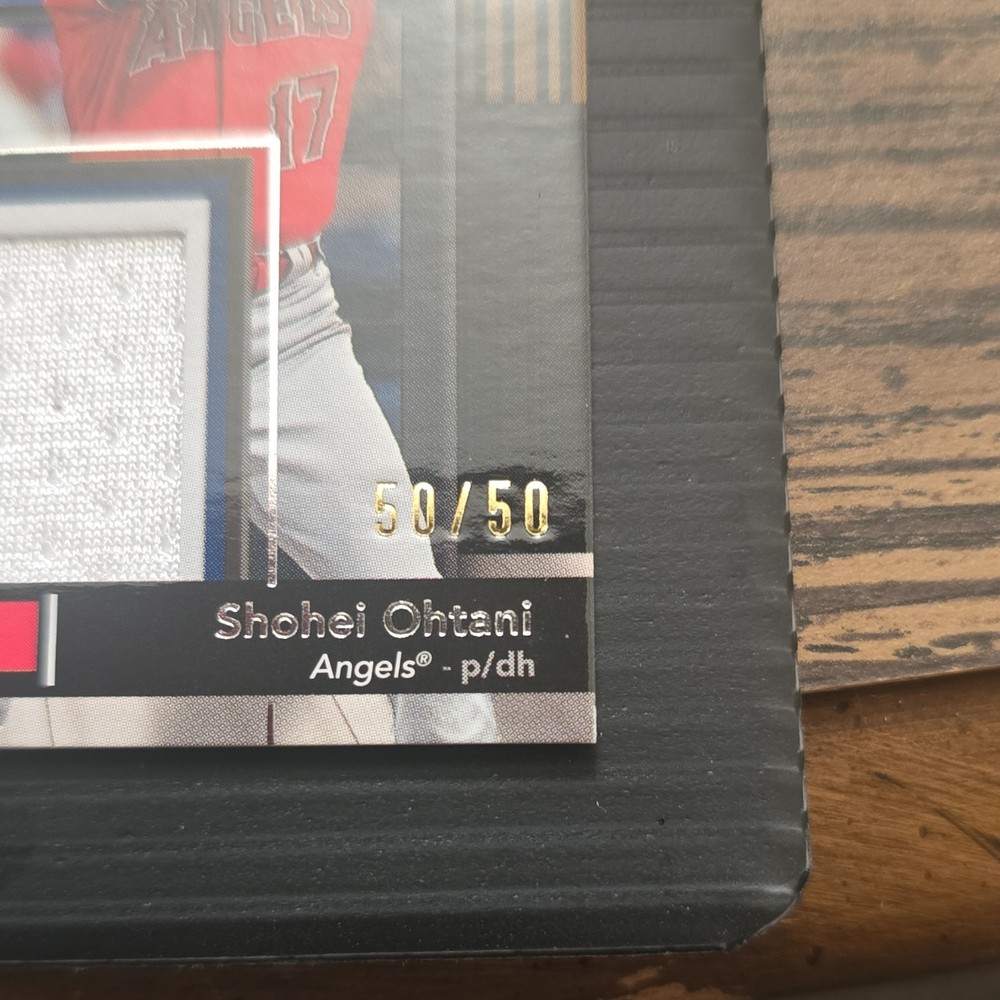 ANGELS
17
50/50
Shohei Ohtani
Angels® - p/dh